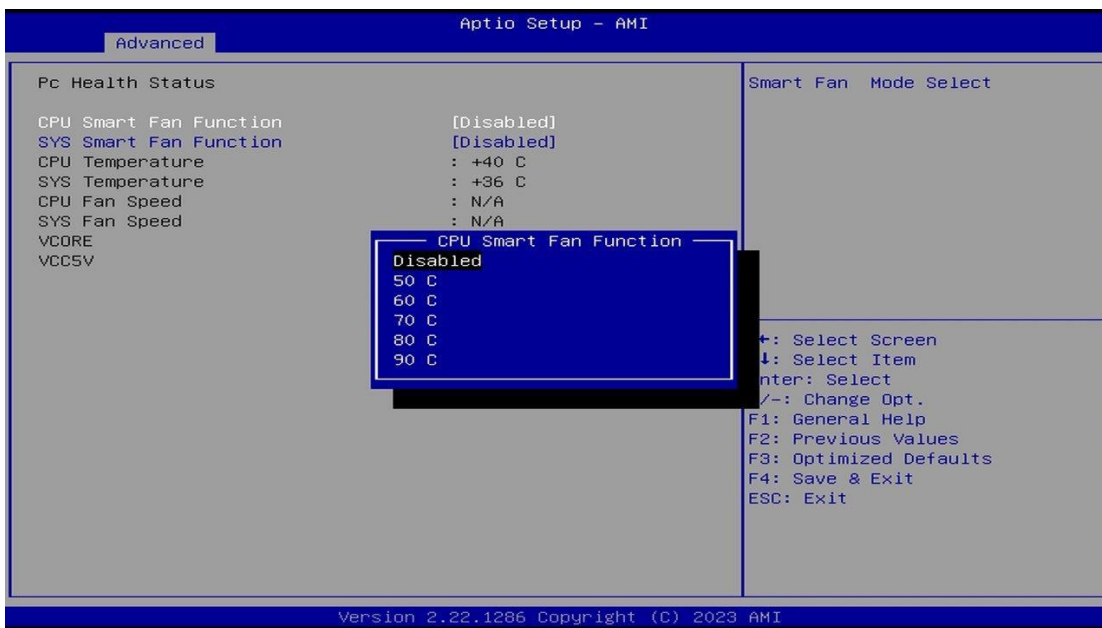 Aptio Setup – AMI
Advanced
Pc Health Status
CPU Smart Fan Function [Disabled]
SYS Smart Fan Function [Disabled]
CPU Temperature : +40 C
SYS Temperature : +36 C
CPU Fan Speed : N/A
SYS Fan Speed : N/A
VCORE
VCC5V
CPU Smart Fan Function
Disabled
50 C
60 C
70 C
80 C
90 C
Smart Fan Mode Select
←: Select Screen
↓: Select Item
nter: Select
/-: Change Opt.
F1: General Help
F2: Previous Values
F3: Optimized Defaults
F4: Save & Exit
ESC: Exit
Version 2.22.1286 Copyright (C) 2023 AMI